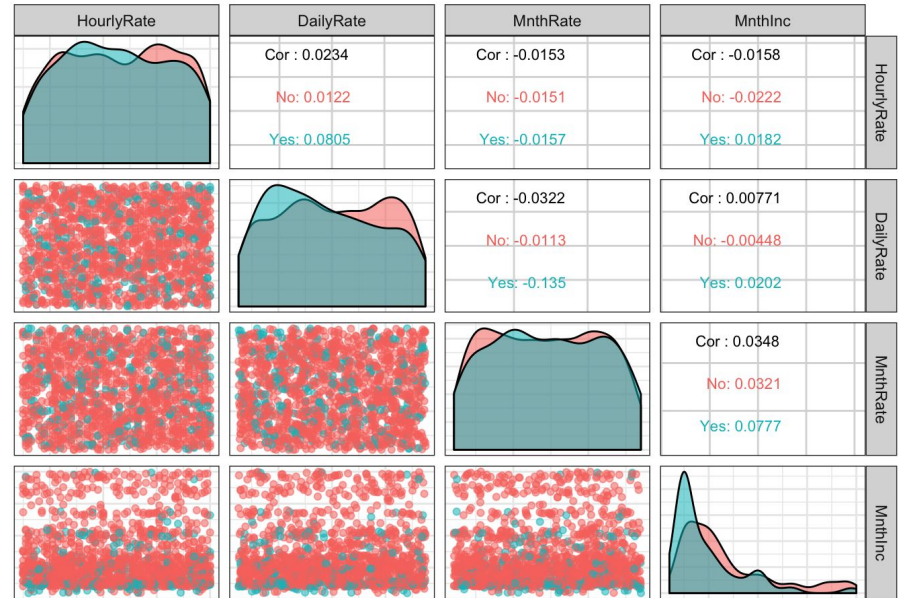 HourlyRate DailyRate MnthRate MnthInc
Cor : 0.0234 Cor : -0.0153 Cor : -0.0158 HourlyRate
No: 0.0122 No: -0.0151 No: -0.0222
Yes: 0.0805 Yes: -0.0157 Yes: 0.0182
Cor : -0.0322 Cor : 0.00771 DailyRate
No: -0.0113 No: -0.00448
Yes: -0.135 Yes: 0.0202
Cor : 0.0348 MnthRate
No: 0.0321
Yes: 0.0777
MnthInc